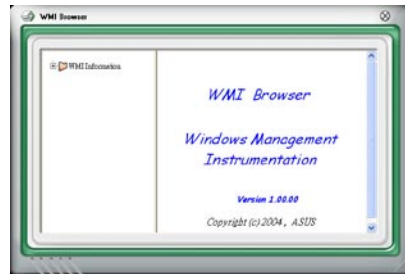 WMI Browser
WMI Information
WMI Browser
Windows Management
Instrumentation
Version 1.00.00
Copyright (c) 2004, ASUS